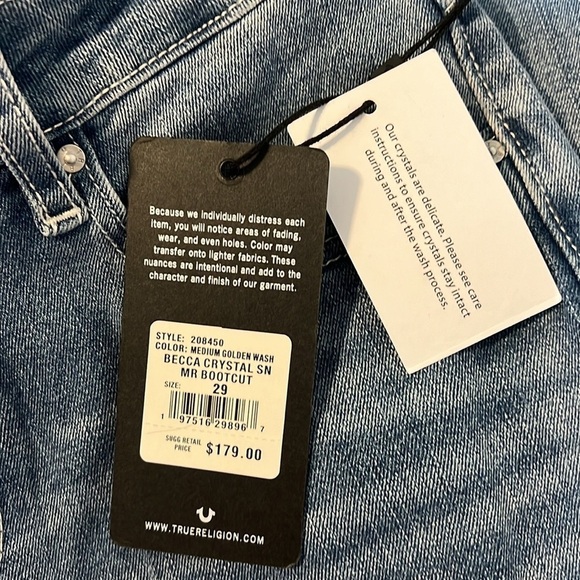 Because we individually distress each
item, you will notice areas of fading,
wear, and even holes. Color may
transfer onto lighter fabrics. These
nuances are intentional and add to the
character and finish of our garment.
STYLE: 208450
COLOR: MEDIUM GOLDEN WASH
BECCA CRYSTAL SN
MR BOOTCUT
SIZE: 29
1 97516 29896 7
SUGG RETAIL
PRICE $179.00
WWW.TRUERELIGION.COM
Our crystals are delicate. Please see care
instructions to ensure crystals stay intact
during and after the wash process.